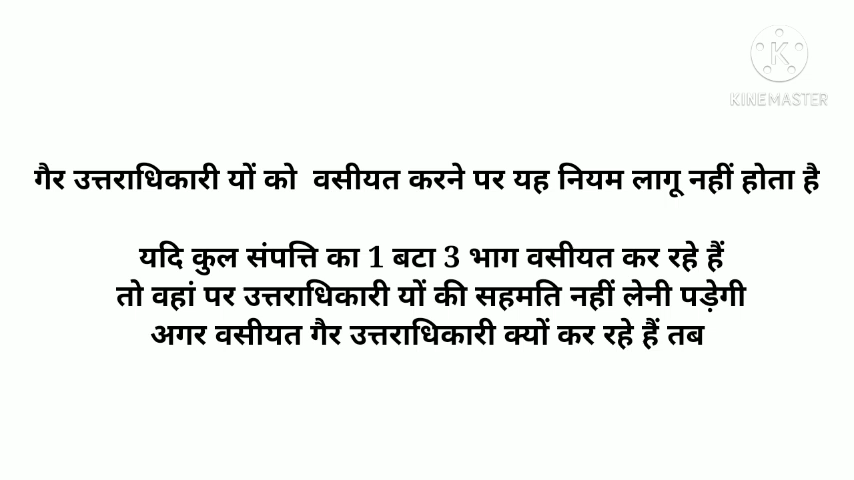 KINEMASTER
गैर उत्तराधिकारी यों को वसीयत करने पर यह नियम लागू नहीं होता है
यदि कुल संपत्ति का 1 बटा 3 भाग वसीयत कर रहे हैं
तो वहां पर उत्तराधिकारी यों की सहमति नहीं लेनी पड़ेगी
अगर वसीयत गैर उत्तराधिकारी क्यों कर रहे हैं तब